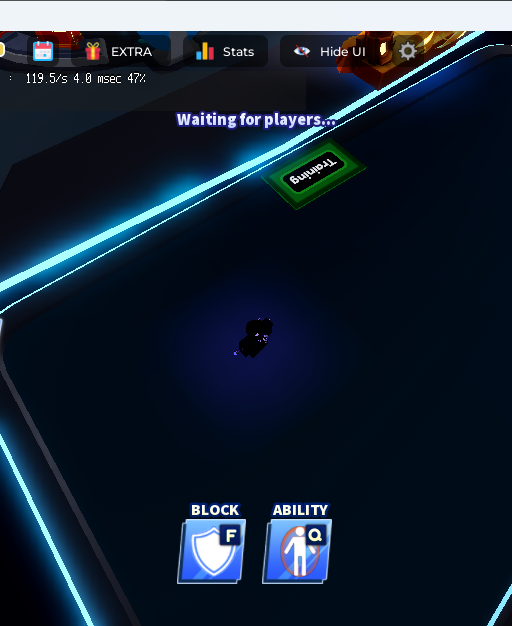 EXTRA Stats Hide UI
: 119.5/s 4.0 msec 47%
Waiting for players...
Training
BLOCK ABILITY
F Q